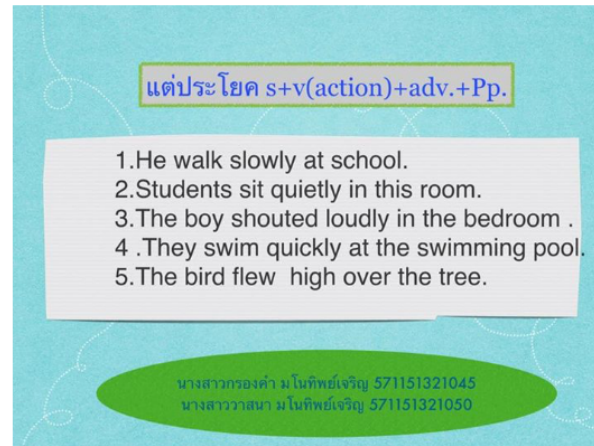 แต่ประโยค s+v(action)+adv.+Pp.
1.He walk slowly at school.
2.Students sit quietly in this room.
3.The boy shouted loudly in the bedroom .
4 .They swim quickly at the swimming pool.
5.The bird flew  high over the tree.
นางสาวกรองคำ มโนทิพย์เจริญ 571151321045
นางสาววาสนา มโนทิพย์เจริญ 571151321050